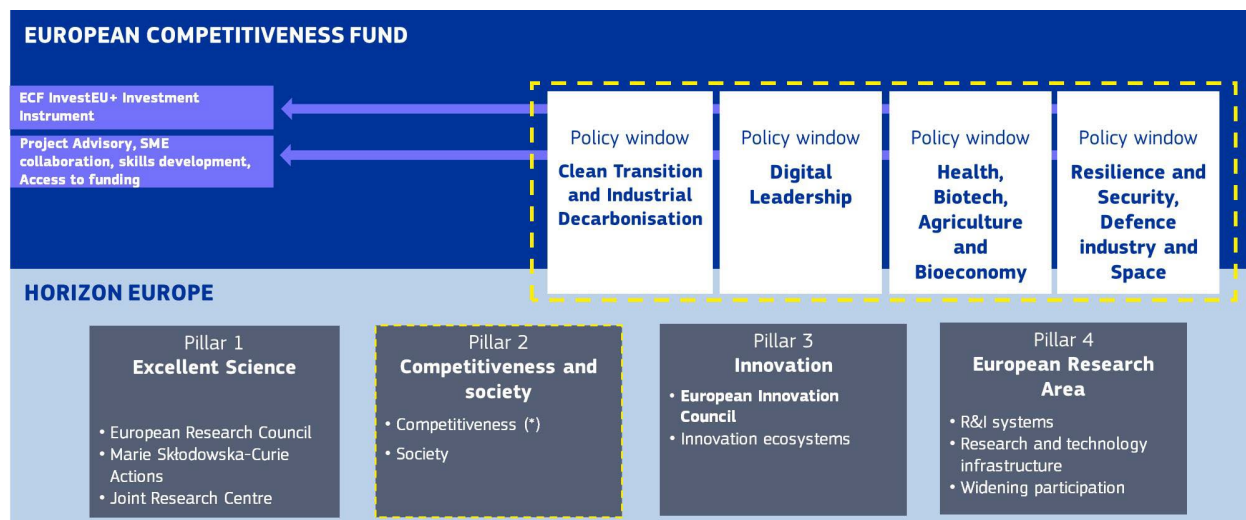 EUROPEAN COMPETITIVENESS FUND
ECF InvestEU+ Investment
Instrument
Project Advisory, SME
collaboration, skills development,
Access to funding
Policy window
Clean Transition
and Industrial
Decarbonisation
Policy window
Digital
Leadership
Policy window
Health,
Biotech,
Agriculture
and
Bioeconomy
Policy window
Resilience and
Security,
Defence
industry and
Space
HORIZON EUROPE
Pillar 1
Excellent Science
• European Research Council
• Marie Skłodowska-Curie
Actions
• Joint Research Centre
Pillar 2
Competitiveness and
society
• Competitiveness (*)
• Society
Pillar 3
Innovation
• European Innovation
Council
• Innovation ecosystems
Pillar 4
European Research
Area
• R&I systems
• Research and technology
infrastructure
• Widening participation